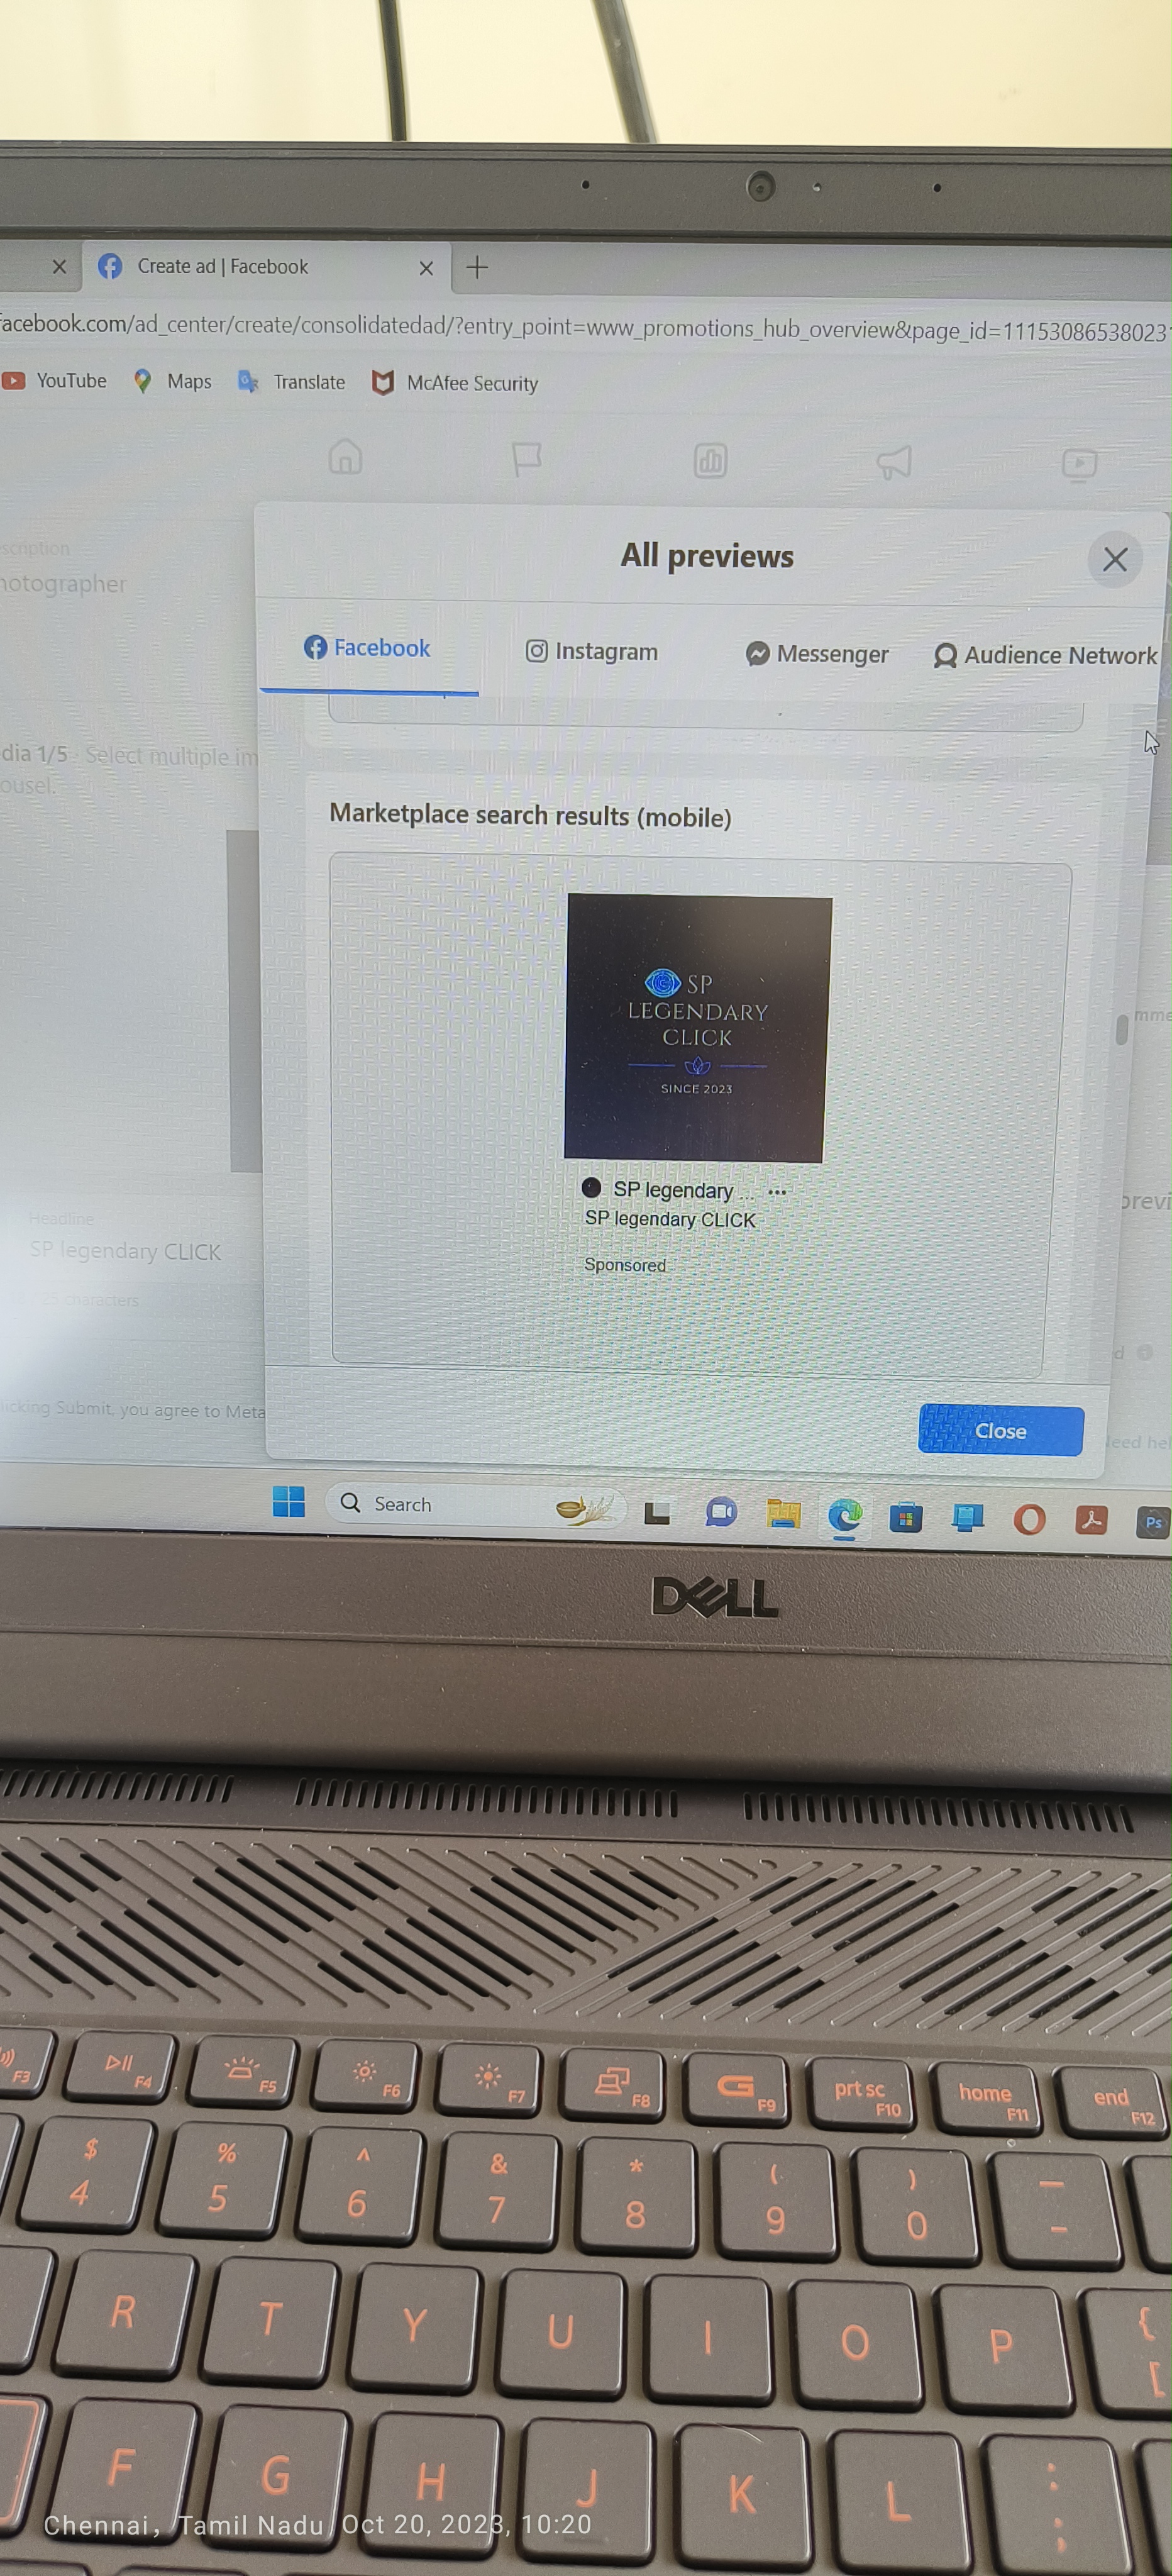 Create ad | Facebook
facebook.com/ad_center/create/consolidatedad/?entry_point=www_promotions_hub_overview&page_id=11153086538023
YouTube Maps Translate McAfee Security
All previews
Facebook Instagram Messenger Audience Network
dia 1/5 · Select multiple im
ousel.
Marketplace search results (mobile)
SP
LEGENDARY
CLICK
SINCE 2023
SP legendary ... •••
SP legendary CLICK
Sponsored
Headline
SP legendary CLICK
characters
icking Submit, you agree to Meta
Close
Search
Ps
DELL
F3 F4 F5 F6 F7 F8 G F9 prt sc F10 home F11 end F12
$ % ^ & * ( ) _
4 5 6 7 8 9 0 -
R T Y U I O P { [
F G H J K L : ;
Chennai, Tamil Nadu Oct 20, 2023, 10:20